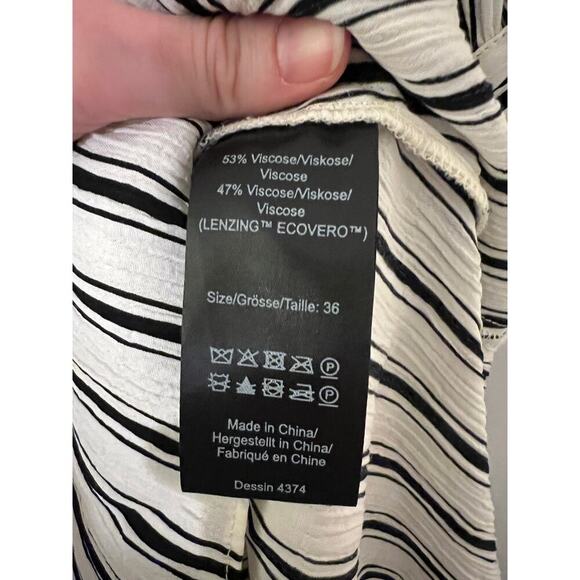 53% Viscose/Viskose/
Viscose
47% Viscose/Viskose/
Viscose
(LENZING™ ECOVERO™)
Size/Grösse/Taille: 36
P
P
Made in China/
Hergestellt in China/
Fabriqué en Chine
Dessin 4374